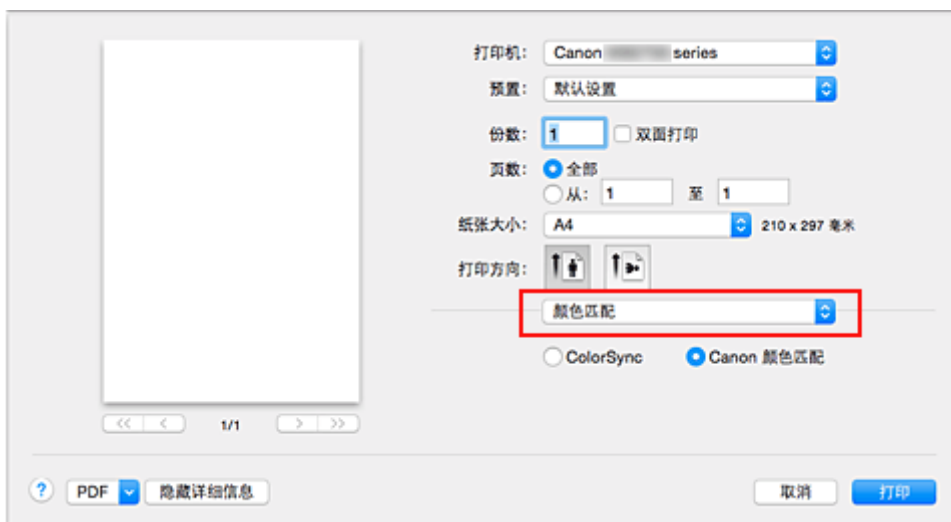 打印机: Canon series
预置: 默认设置
份数: 1 双面打印
页数: 全部
从: 1 至 1
纸张大小: A4 210 x 297 毫米
打印方向:
颜色匹配
ColorSync Canon 颜色匹配
<< < 1/1 > >>
? PDF 隐藏详细信息 取消 打印